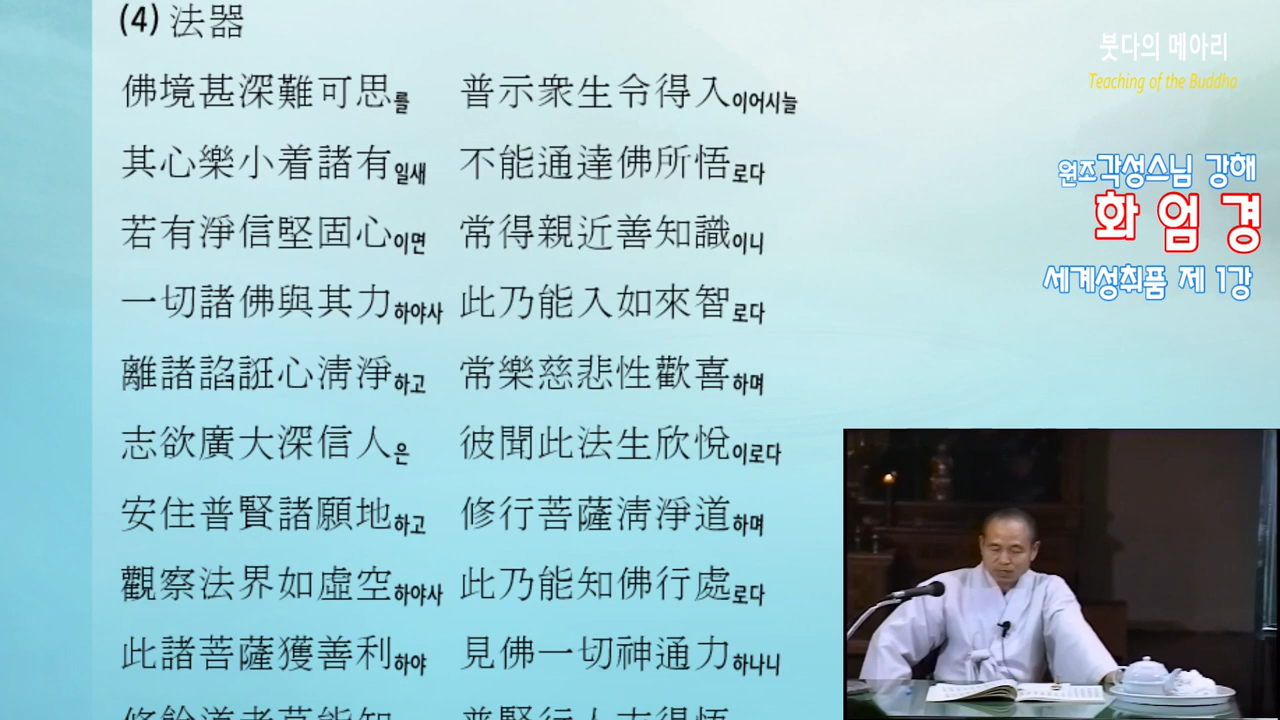 (4) 法器
佛境甚深難可思를 普示衆生令得入이어시늘
其心樂小着諸有일새 不能通達佛所悟로다
若有淨信堅固心이면 常得親近善知識이니
一切諸佛與其力하야사 此乃能入如來智로다
離諸諂誑心淸淨하고 常樂慈悲性歡喜하며
志欲廣大深信人은 彼聞此法生欣悅이로다
安住普賢諸願地하고 修行菩薩淸淨道하며
觀察法界如虛空하야사 此乃能知佛行處로다
此諸菩薩獲善利하야 見佛一切神通力하나니
붓다의 메아리
Teaching of the Buddha
원조각성스님 강해
화엄경
세계성취품 제 1강